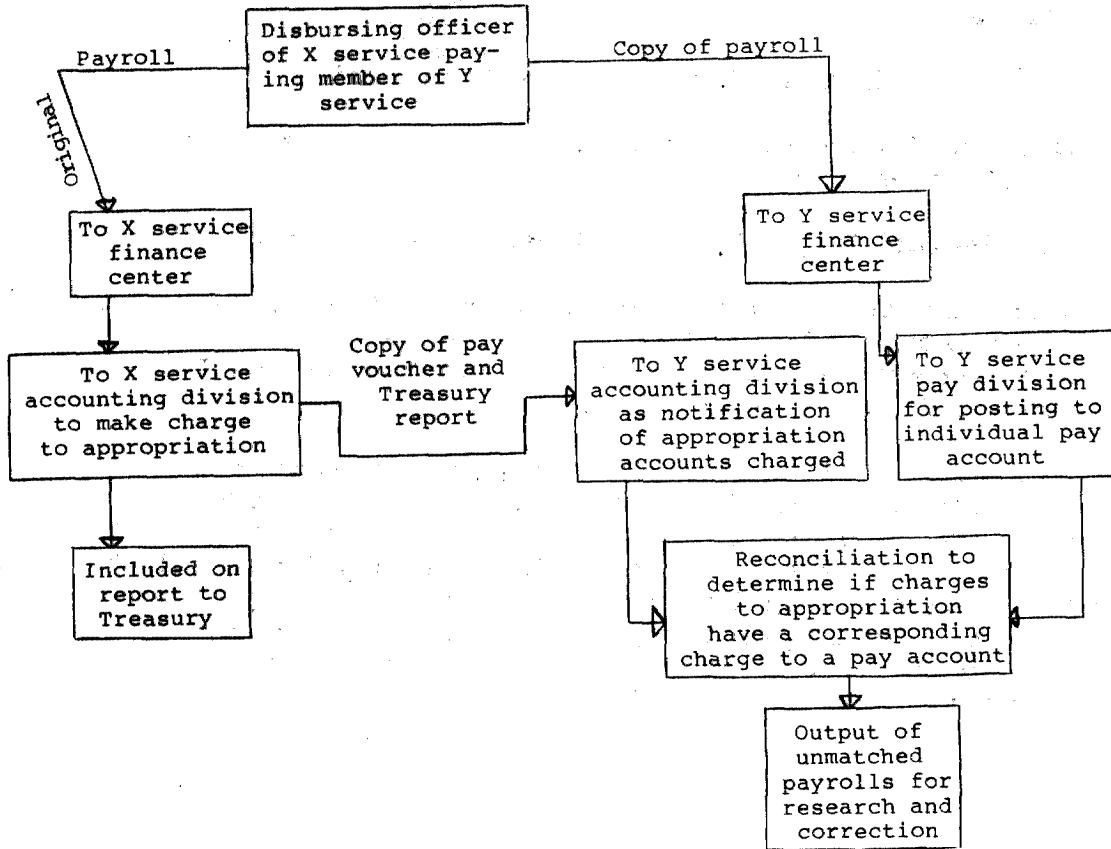 Payroll
Original
Disbursing officer
of X service pay-
ing member of Y
service
Copy of payroll
To X service
finance
center
To Y service
finance
center
To X service
accounting division
to make charge
to appropriation
Copy of pay
voucher and
Treasury
report
To Y service
accounting division
as notification
of appropriation
accounts charged
To Y service
pay division
for posting to
individual pay
account
Included on
report to
Treasury
Reconciliation to
determine if charges
to appropriation
have a corresponding
charge to a pay account
Output of
unmatched
payrolls for
research and
correction